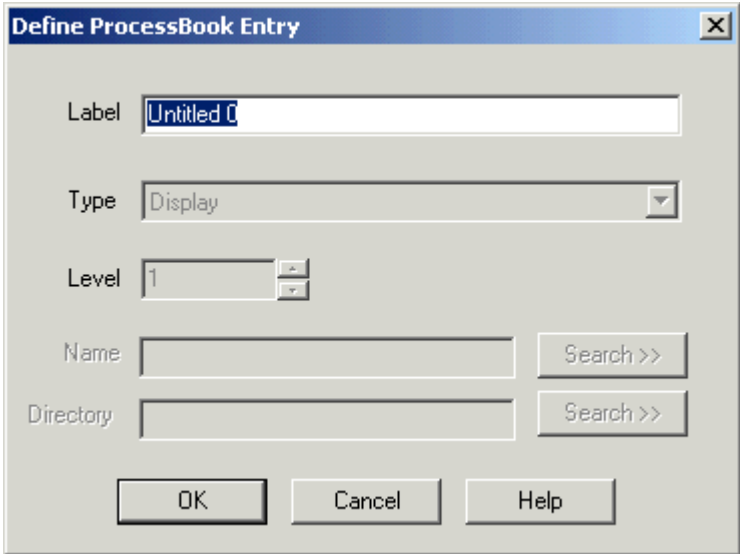 Define ProcessBook Entry
Label Untitled 0
Type Display
Level 1
Name Search >>
Directory Search >>
OK Cancel Help